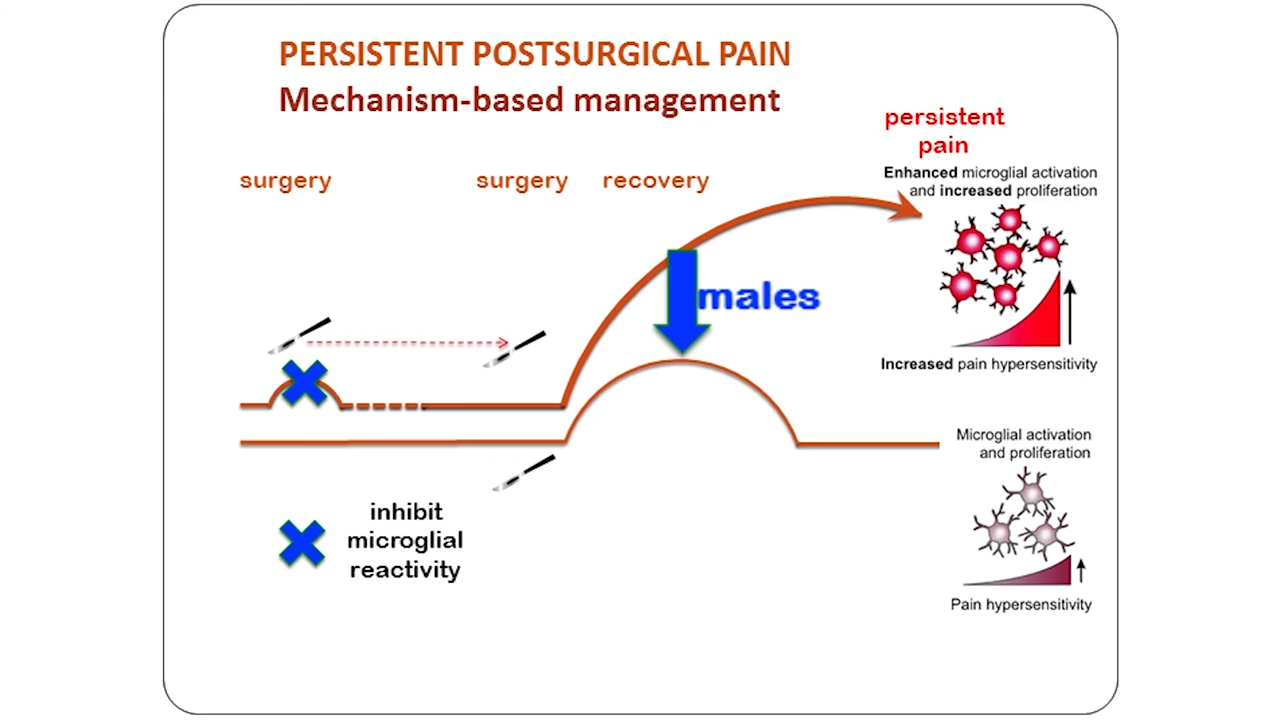 PERSISTENT POSTSURGICAL PAIN
Mechanism-based management
persistent
pain
surgery
surgery
recovery
Enhanced microglial activation
and increased proliferation
males
Increased pain hypersensitivity
Microglial activation
and proliferation
inhibit
microglial
reactivity
Pain hypersensitivity